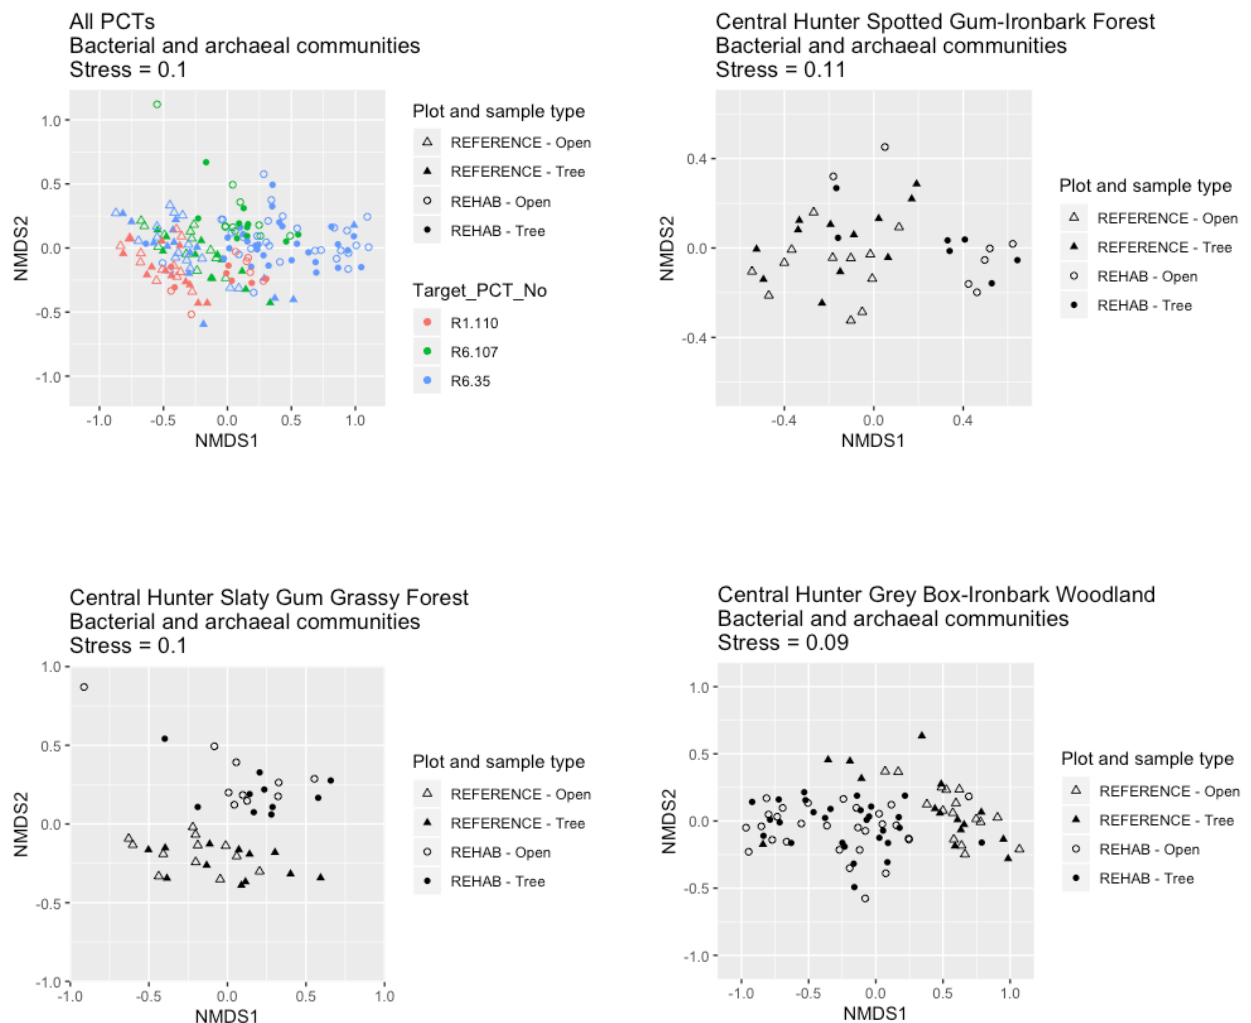 All PCTs
Bacterial and archaeal communities
Stress = 0.1
1.0
0.5
0.0
-0.5
-1.0
NMDS2
-1.0
-0.5
0.0
0.5
1.0
NMDS1
Plot and sample type
REFERENCE - Open
REFERENCE - Tree
REHAB - Open
REHAB - Tree
Target_PCT_No
R1.110
R6.107
R6.35
Central Hunter Spotted Gum-Ironbark Forest
Bacterial and archaeal communities
Stress = 0.11
0.4
0.0
-0.4
NMDS2
-0.4
0.0
0.4
NMDS1
Plot and sample type
REFERENCE - Open
REFERENCE - Tree
REHAB - Open
REHAB - Tree
Central Hunter Slaty Gum Grassy Forest
Bacterial and archaeal communities
Stress = 0.1
1.0
0.5
0.0
-0.5
-1.0
NMDS2
-1.0
-0.5
0.0
0.5
1.0
NMDS1
Plot and sample type
REFERENCE - Open
REFERENCE - Tree
REHAB - Open
REHAB - Tree
Central Hunter Grey Box-Ironbark Woodland
Bacterial and archaeal communities
Stress = 0.09
1.0
0.5
0.0
-0.5
-1.0
NMDS2
-1.0
-0.5
0.0
0.5
1.0
NMDS1
Plot and sample type
REFERENCE - Open
REFERENCE - Tree
REHAB - Open
REHAB - Tree